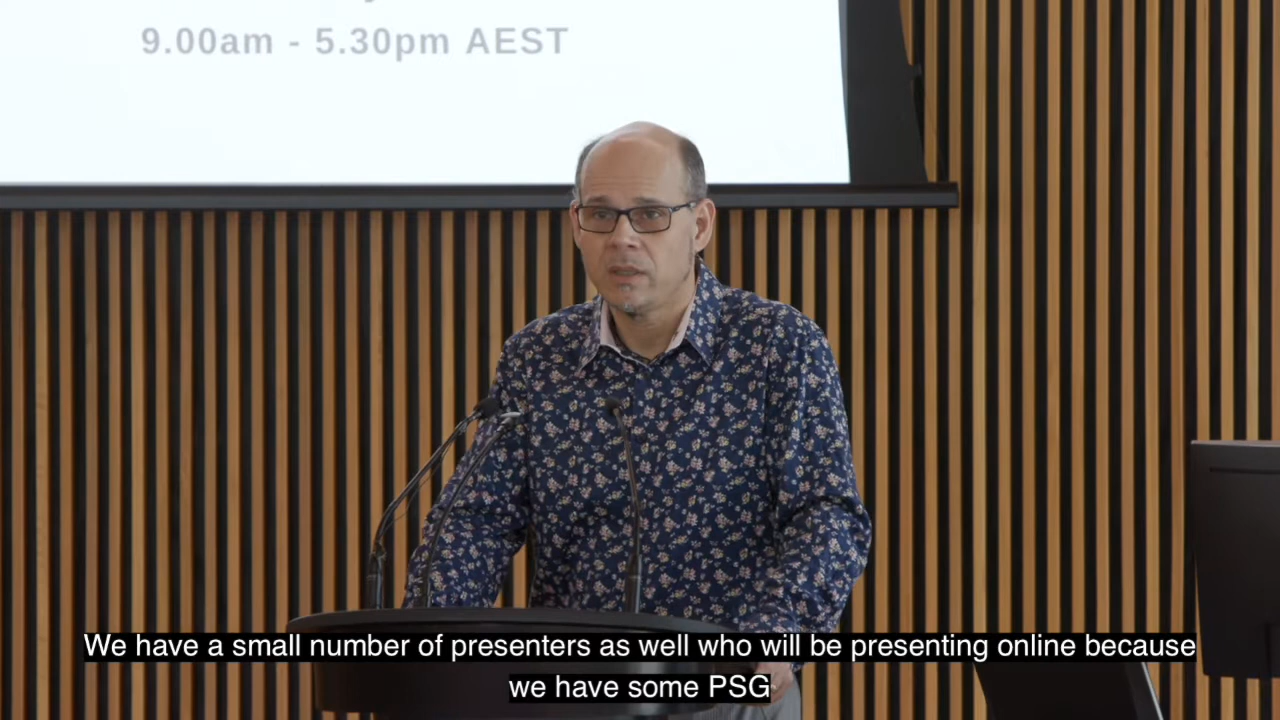 9.00am - 5.30pm AEST
We have a small number of presenters as well who will be presenting online because
we have some PSG